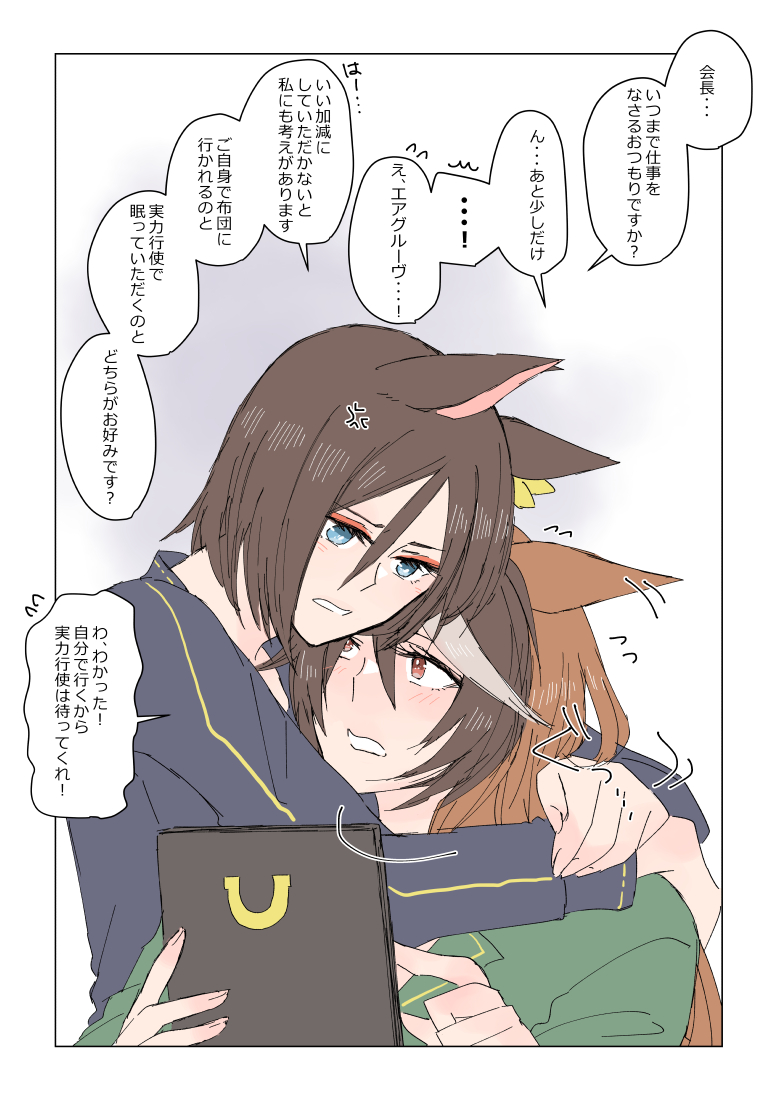 会長・・・
いつまで仕事を
なさるおつもりですか？
ん・・・あと少しだけ
・・・！
え、エアグルーヴ・・・！
はー・・・
いい加減に
していただかないと
私にも考えがあります
ご自身で布団に
行かれるのと
実力行使で
眠っていただくのと
どちらがお好みです？
わ、わかった！
自分で行くから
実力行使は待ってくれ！